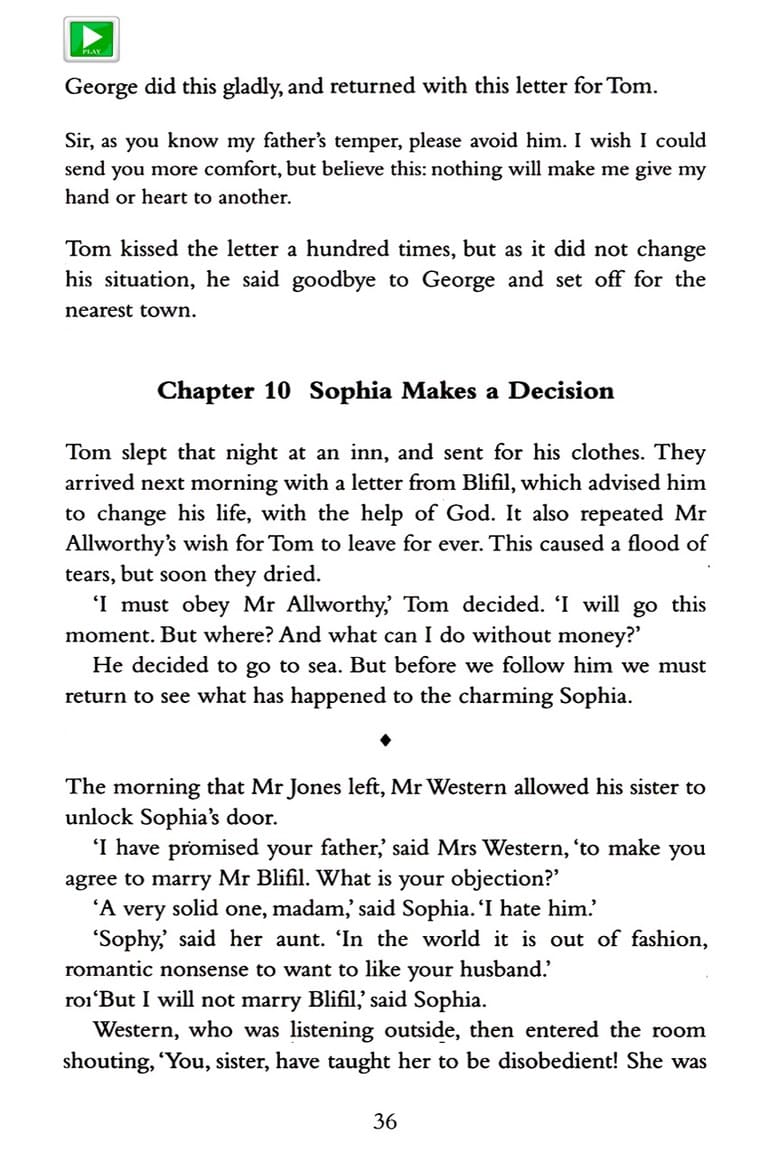 PLAY
George did this gladly, and returned with this letter for Tom.
Sir, as you know my father’s temper, please avoid him. I wish I could
send you more comfort, but believe this: nothing will make me give my
hand or heart to another.
Tom kissed the letter a hundred times, but as it did not change
his situation, he said goodbye to George and set off for the
nearest town.
Chapter 10 Sophia Makes a Decision
Tom slept that night at an inn, and sent for his clothes. They
arrived next morning with a letter from Blifil, which advised him
to change his life, with the help of God. It also repeated Mr
Allworthy’s wish for Tom to leave for ever. This caused a flood of
tears, but soon they dried.
‘I must obey Mr Allworthy,’ Tom decided. ‘I will go this
moment. But where? And what can I do without money?’
He decided to go to sea. But before we follow him we must
return to see what has happened to the charming Sophia.
The morning that Mr Jones left, Mr Western allowed his sister to
unlock Sophia’s door.
‘I have promised your father,’ said Mrs Western, ‘to make you
agree to marry Mr Blifil. What is your objection?’
‘A very solid one, madam,’ said Sophia. ‘I hate him.’
‘Sophy,’ said her aunt. ‘In the world it is out of fashion,
romantic nonsense to want to like your husband.’
roı‘But I will not marry Blifil,’ said Sophia.
Western, who was listening outside, then entered the room
shouting, ‘You, sister, have taught her to be disobedient! She was
36